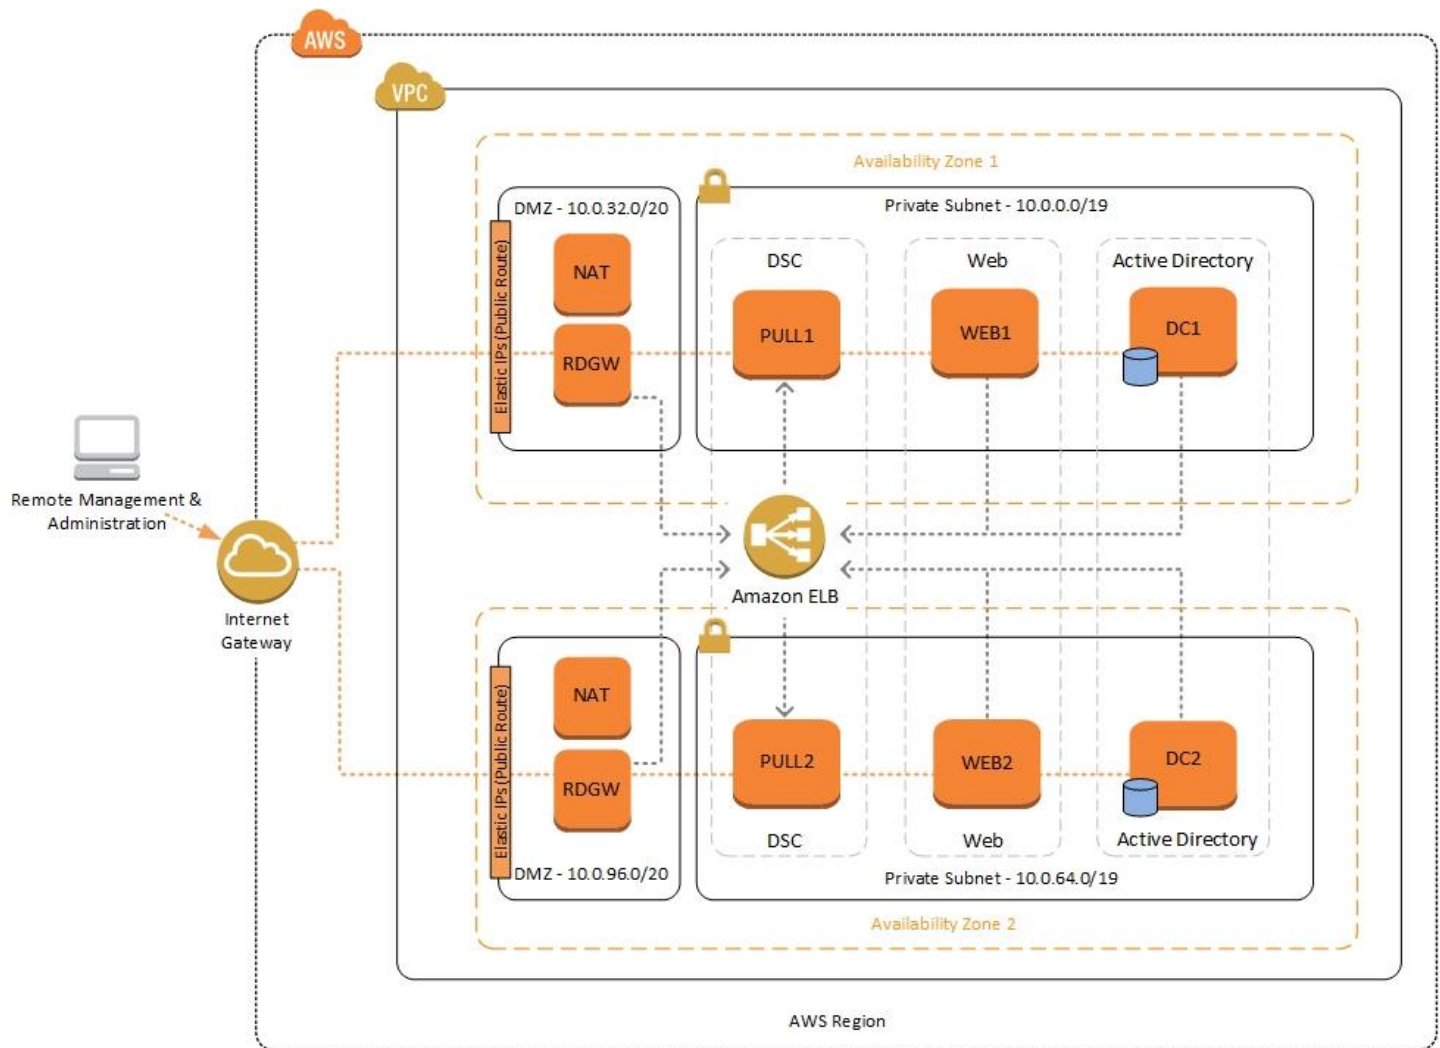 AWS
VPC
Availability Zone 1
DMZ - 10.0.32.0/20
Private Subnet - 10.0.0.0/19
Elastic IPs (Public Route)
NAT
RDGW
DSC
Web
Active Directory
PULL1
WEB1
DC1
Remote Management &
Administration
Internet
Gateway
Amazon ELB
Elastic IPs (Public Route)
NAT
RDGW
PULL2
WEB2
DC2
DSC
Web
Active Directory
DMZ - 10.0.96.0/20
Private Subnet - 10.0.64.0/19
Availability Zone 2
AWS Region